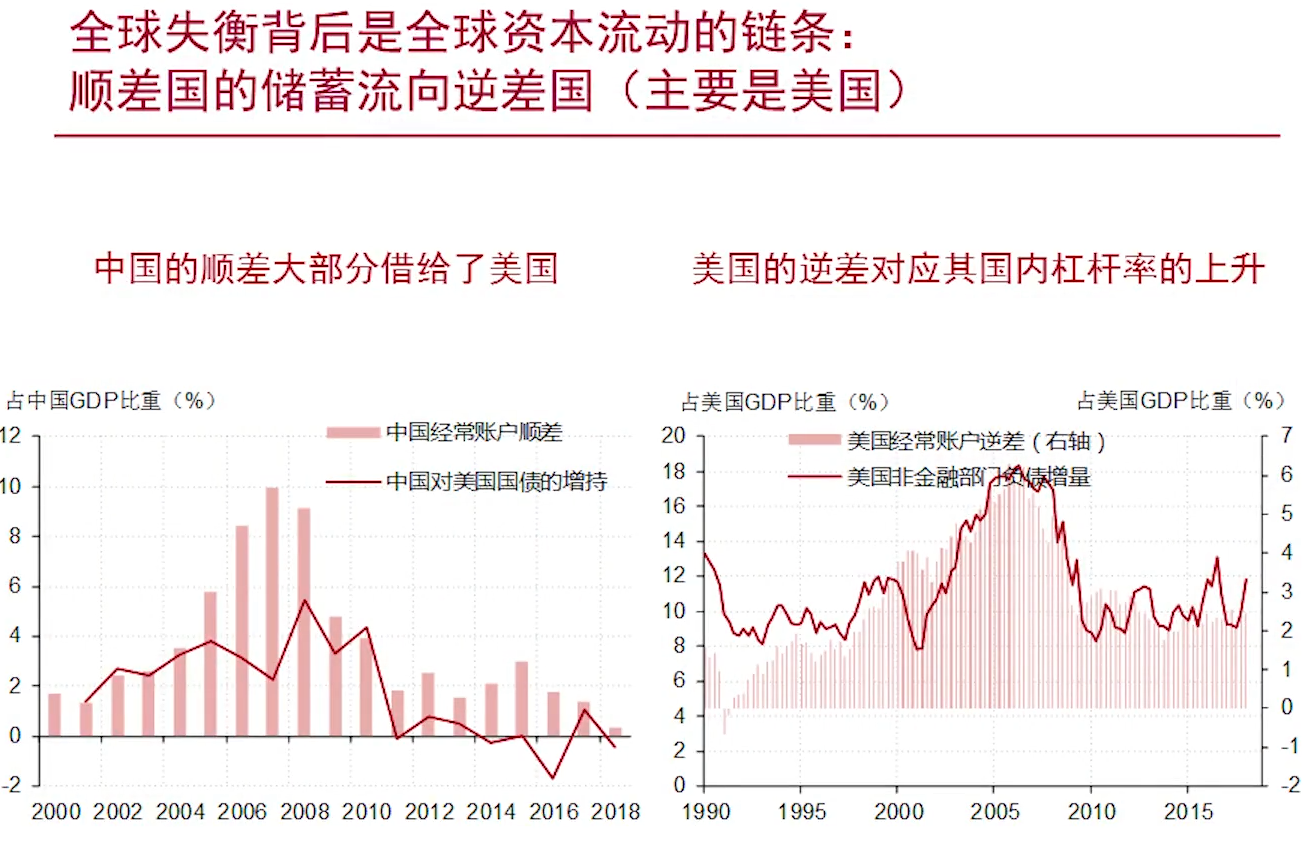 全球失衡背后是全球资本流动的链条：
顺差国的储蓄流向逆差国（主要是美国）
中国的顺差大部分借给了美国
美国的逆差对应其国内杠杆率的上升
占中国GDP比重（%）
中国经常账户顺差
中国对美国国债的增持
12
10
8
6
4
2
0
-2
2000 2002 2004 2006 2008 2010 2012 2014 2016 2018
占美国GDP比重（%）
占美国GDP比重（%）
美国经常账户逆差（右轴）
美国非金融部门负债增量
20
18
16
14
12
10
8
6
4
2
0
7
6
5
4
3
2
1
0
-1
-2
1990 1995 2000 2005 2010 2015